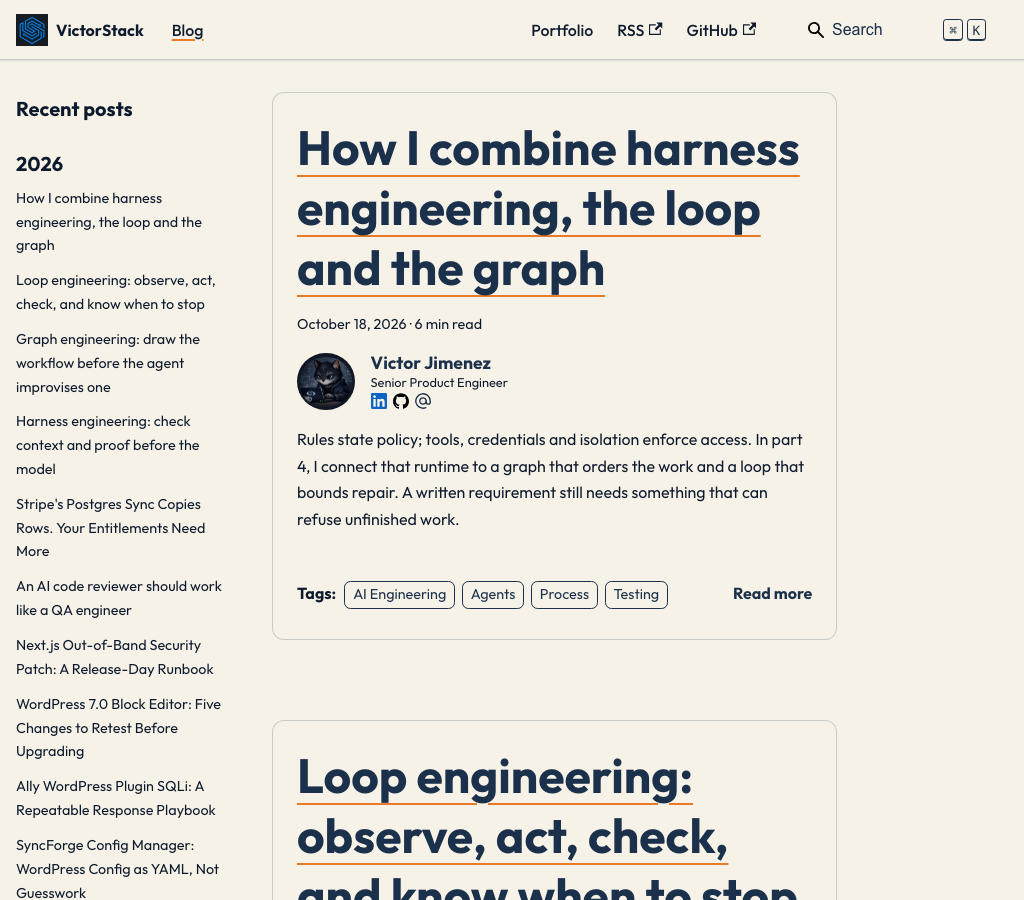 VictorStack
Blog
Portfolio
RSS
GitHub
Search
⌘ K
Recent posts
2026
How I combine harness
engineering, the loop and the
graph
Loop engineering: observe, act,
check, and know when to stop
Graph engineering: draw the
workflow before the agent
improvises one
Harness engineering: check
context and proof before the
model
Stripe's Postgres Sync Copies
Rows. Your Entitlements Need
More
An AI code reviewer should work
like a QA engineer
Next.js Out-of-Band Security
Patch: A Release-Day Runbook
WordPress 7.0 Block Editor: Five
Changes to Retest Before
Upgrading
Ally WordPress Plugin SQLi: A
Repeatable Response Playbook
SyncForge Config Manager:
WordPress Config as YAML, Not
Guesswork
How I combine harness
engineering, the loop
and the graph
October 18, 2026 · 6 min read
Victor Jimenez
Senior Product Engineer
Rules state policy; tools, credentials and isolation enforce access. In part
4, I connect that runtime to a graph that orders the work and a loop that
bounds repair. A written requirement still needs something that can
refuse unfinished work.
Tags: AI Engineering Agents Process Testing
Read more
Loop engineering:
observe, act, check,
and know when to stop